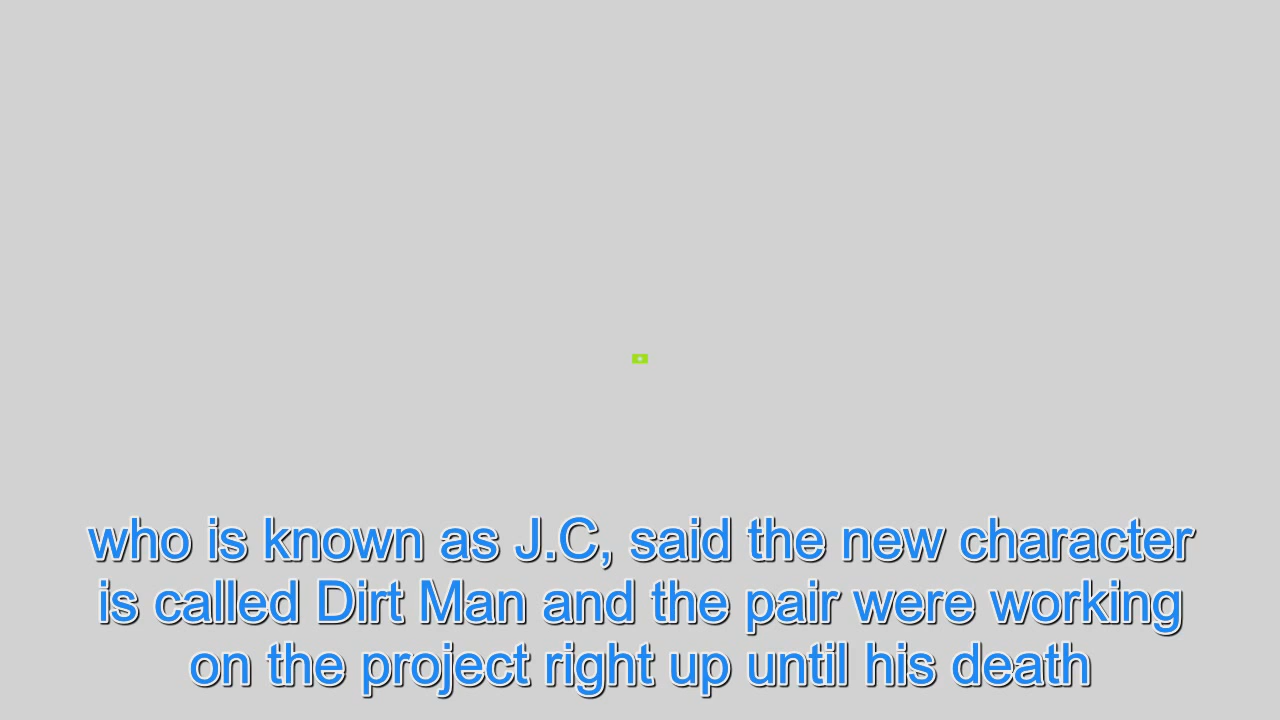 who is known as J.C, said the new character
is called Dirt Man and the pair were working
on the project right up until his death